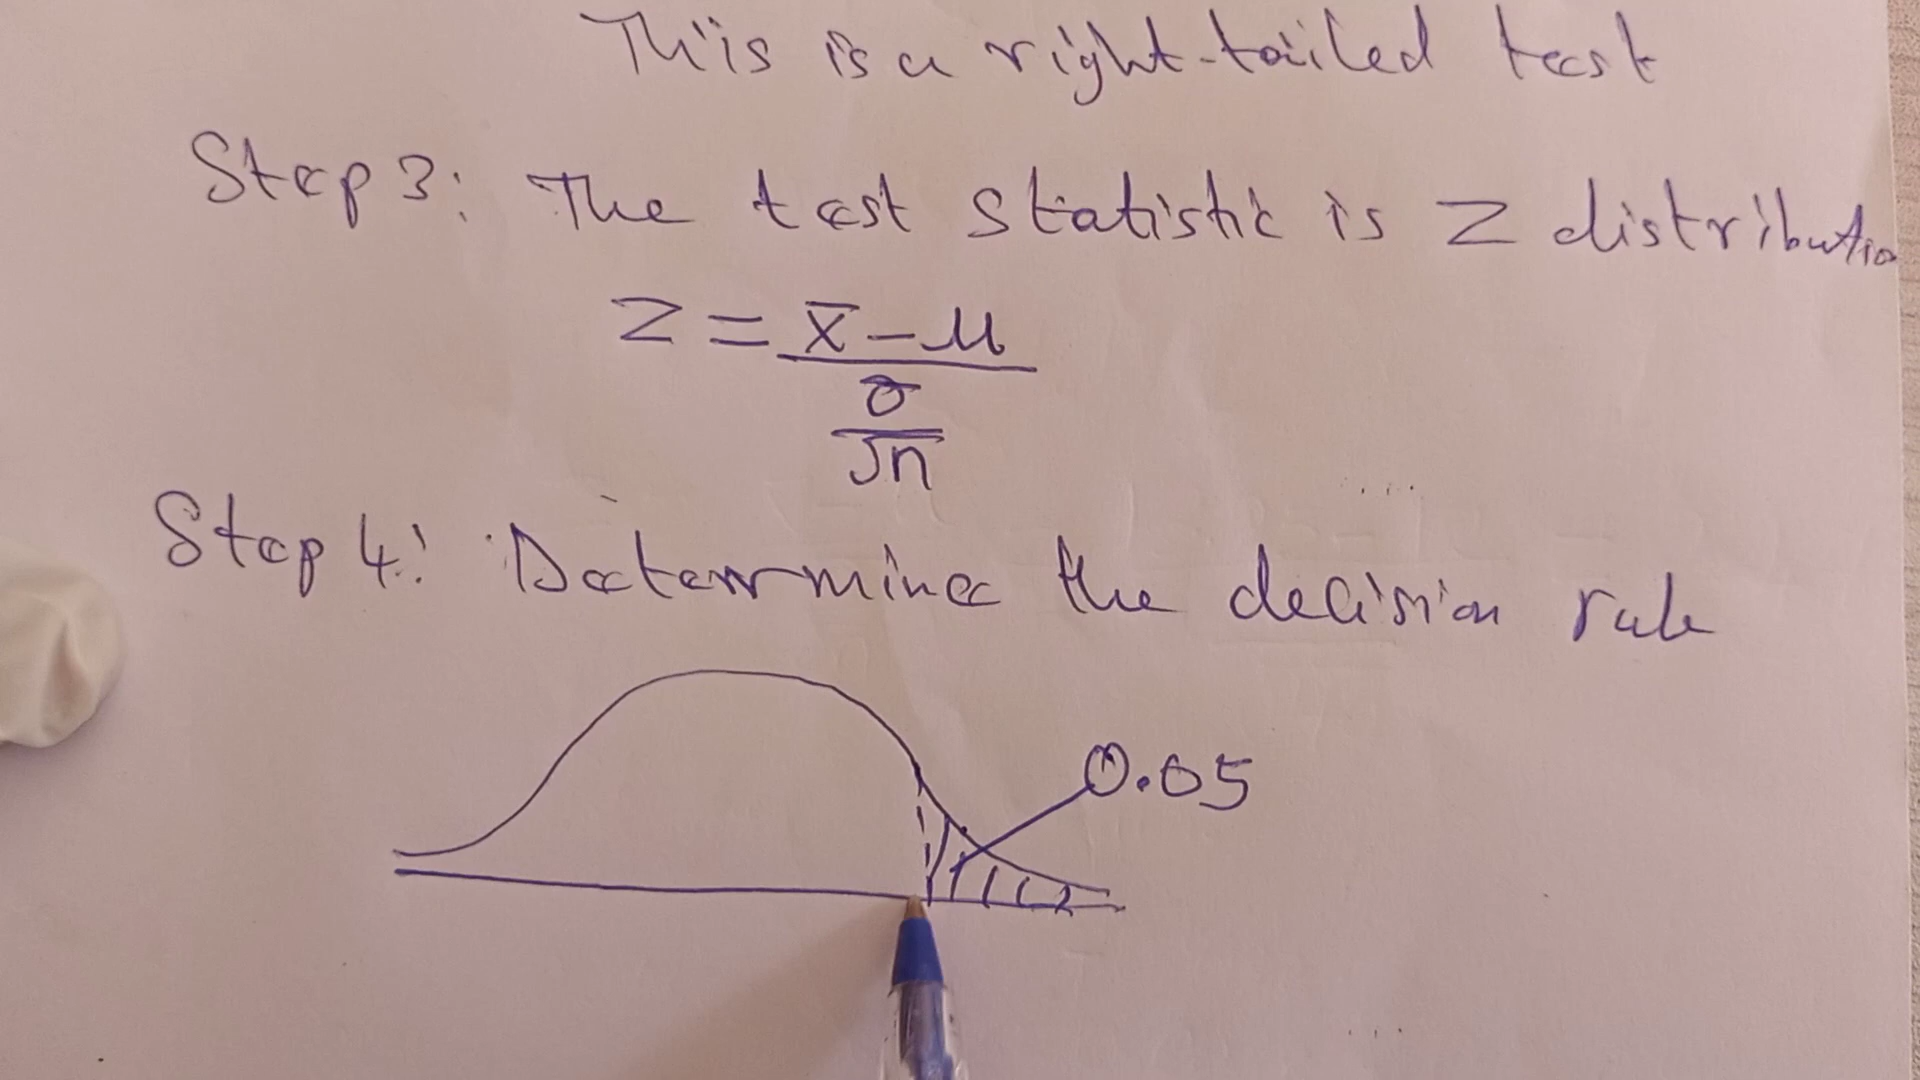 This is a right-tailed test
Step 3: The test statistic is Z distribution
Z = x̄ - μ
σ
√n
Step 4: Determine the decision rule
0.05